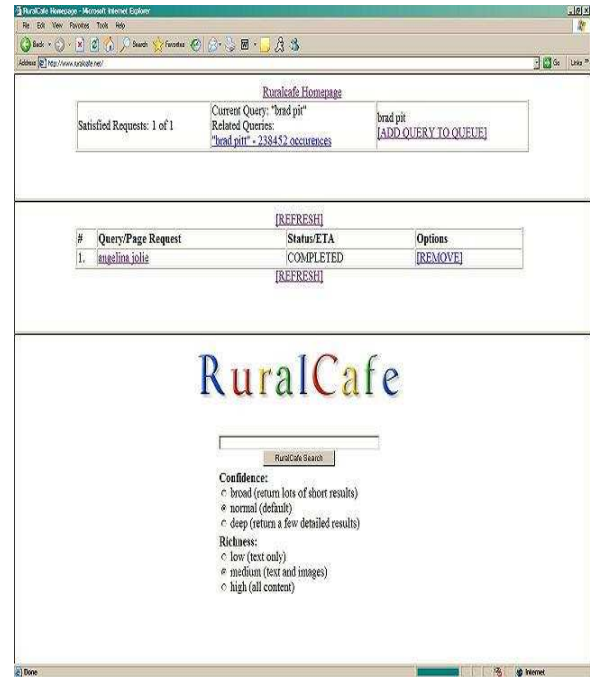 RuralCafe Homepage - Microsoft Internet Explorer
File Edit View Favorites Tools Help
Back Search Favorites
Address http://www.ruralcafe.net/ Go Links »
Ruralcafe Homepage
Satisfied Requests: 1 of 1
Current Query: "brad pit"
Related Queries:
"brad pitt" - 238452 occurences
brad pit
[ADD QUERY TO QUEUE]
[REFRESH]
# Query/Page Request Status/ETA Options
1. angelina jolie COMPLETED [REMOVE]
[REFRESH]
RuralCafe
RuralCafe Search
Confidence:
broad (return lots of short results)
normal (default)
deep (return a few detailed results)
Richness:
low (text only)
medium (text and images)
high (all content)
Done Internet